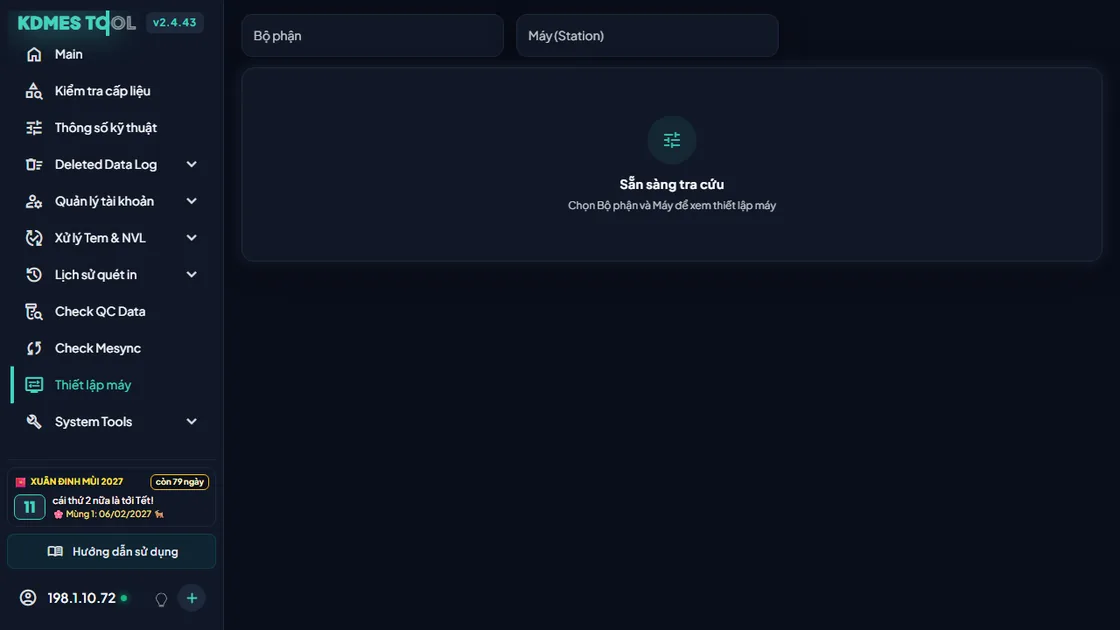 KDMES TOOL v2.4.43
Main
Kiểm tra cấp liệu
Thông số kỹ thuật
Deleted Data Log
Quản lý tài khoản
Xử lý Tem & NVL
Lịch sử quét in
Check QC Data
Check Mesync
Thiết lập máy
System Tools
XUÂN ĐINH MÙI 2027 còn 79 ngày
11 cái thứ 2 nữa là tới Tết!
Mùng 1: 06/02/2027
Hướng dẫn sử dụng
198.1.10.72
Bộ phận
Máy (Station)
Sẵn sàng tra cứu
Chọn Bộ phận và Máy để xem thiết lập máy